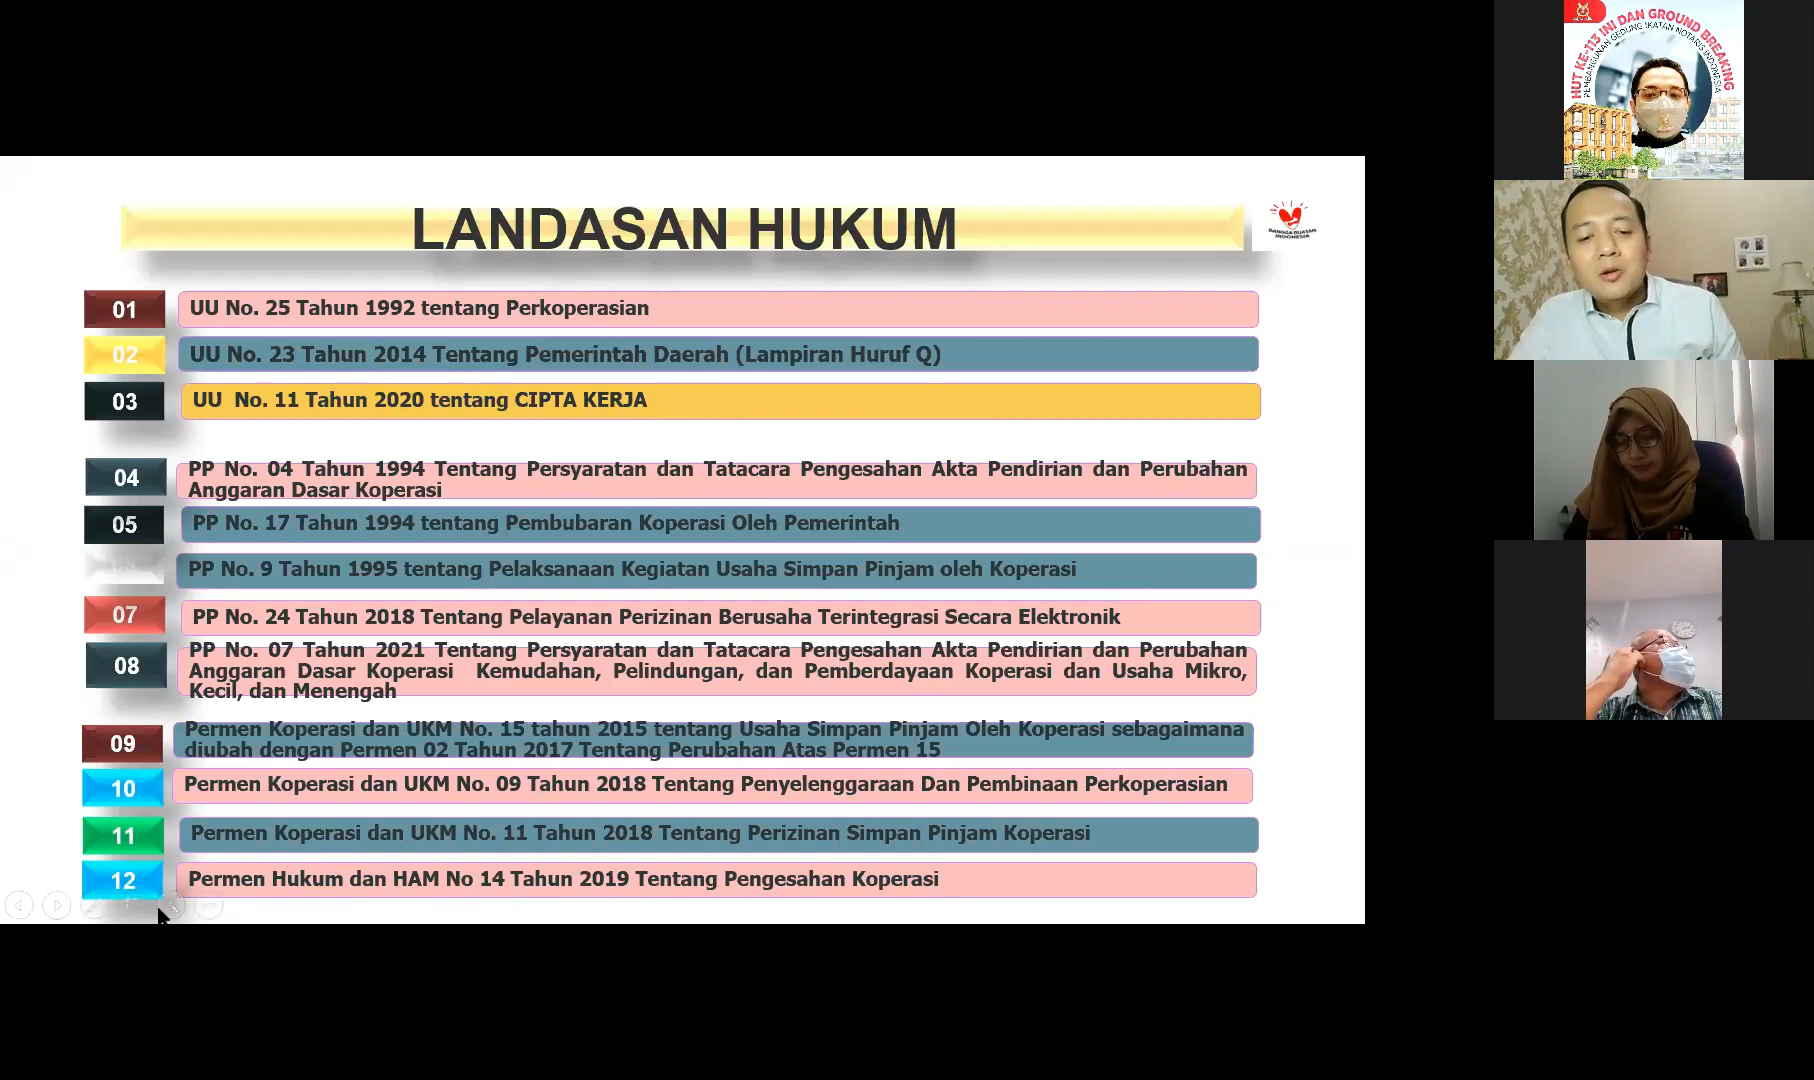 LANDASAN HUKUM
BANGGA BUATAN
INDONESIA
01
UU No. 25 Tahun 1992 tentang Perkoperasian
02
UU No. 23 Tahun 2014 Tentang Pemerintah Daerah (Lampiran Huruf Q)
03
UU No. 11 Tahun 2020 tentang CIPTA KERJA
04
PP No. 04 Tahun 1994 Tentang Persyaratan dan Tatacara Pengesahan Akta Pendirian dan Perubahan
Anggaran Dasar Koperasi
05
PP No. 17 Tahun 1994 tentang Pembubaran Koperasi Oleh Pemerintah
PP No. 9 Tahun 1995 tentang Pelaksanaan Kegiatan Usaha Simpan Pinjam oleh Koperasi
07
PP No. 24 Tahun 2018 Tentang Pelayanan Perizinan Berusaha Terintegrasi Secara Elektronik
08
PP No. 07 Tahun 2021 Tentang Persyaratan dan Tatacara Pengesahan Akta Pendirian dan Perubahan
Anggaran Dasar Koperasi Kemudahan, Pelindungan, dan Pemberdayaan Koperasi dan Usaha Mikro,
Kecil, dan Menengah
09
Permen Koperasi dan UKM No. 15 tahun 2015 tentang Usaha Simpan Pinjam Oleh Koperasi sebagaimana
diubah dengan Permen 02 Tahun 2017 Tentang Perubahan Atas Permen 15
10
Permen Koperasi dan UKM No. 09 Tahun 2018 Tentang Penyelenggaraan Dan Pembinaan Perkoperasian
11
Permen Koperasi dan UKM No. 11 Tahun 2018 Tentang Perizinan Simpan Pinjam Koperasi
12
Permen Hukum dan HAM No 14 Tahun 2019 Tentang Pengesahan Koperasi
HUT KE-113 INI DAN GROUND BREAKING
PEMBANGUNAN GEDUNG IKATAN NOTARIS INDONESIA